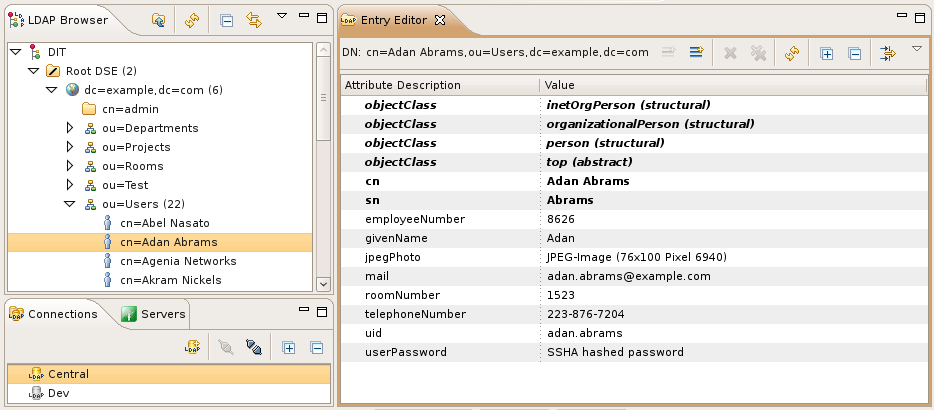 LDAP Browser
DIT
Root DSE (2)
dc=example,dc=com (6)
cn=admin
ou=Departments
ou=Projects
ou=Rooms
ou=Test
ou=Users (22)
cn=Abel Nasato
cn=Adan Abrams
cn=Agenia Networks
cn=Akram Nickels
Connections Servers
LDAP
LDAP Central
LDAP Dev
LDAP Entry Editor
DN: cn=Adan Abrams,ou=Users,dc=example,dc=com
Attribute Description Value
objectClass inetOrgPerson (structural)
objectClass organizationalPerson (structural)
objectClass person (structural)
objectClass top (abstract)
cn Adan Abrams
sn Abrams
employeeNumber 8626
givenName Adan
jpegPhoto JPEG-Image (76x100 Pixel 6940)
mail adan.abrams@example.com
roomNumber 1523
telephoneNumber 223-876-7204
uid adan.abrams
userPassword SSHA hashed password